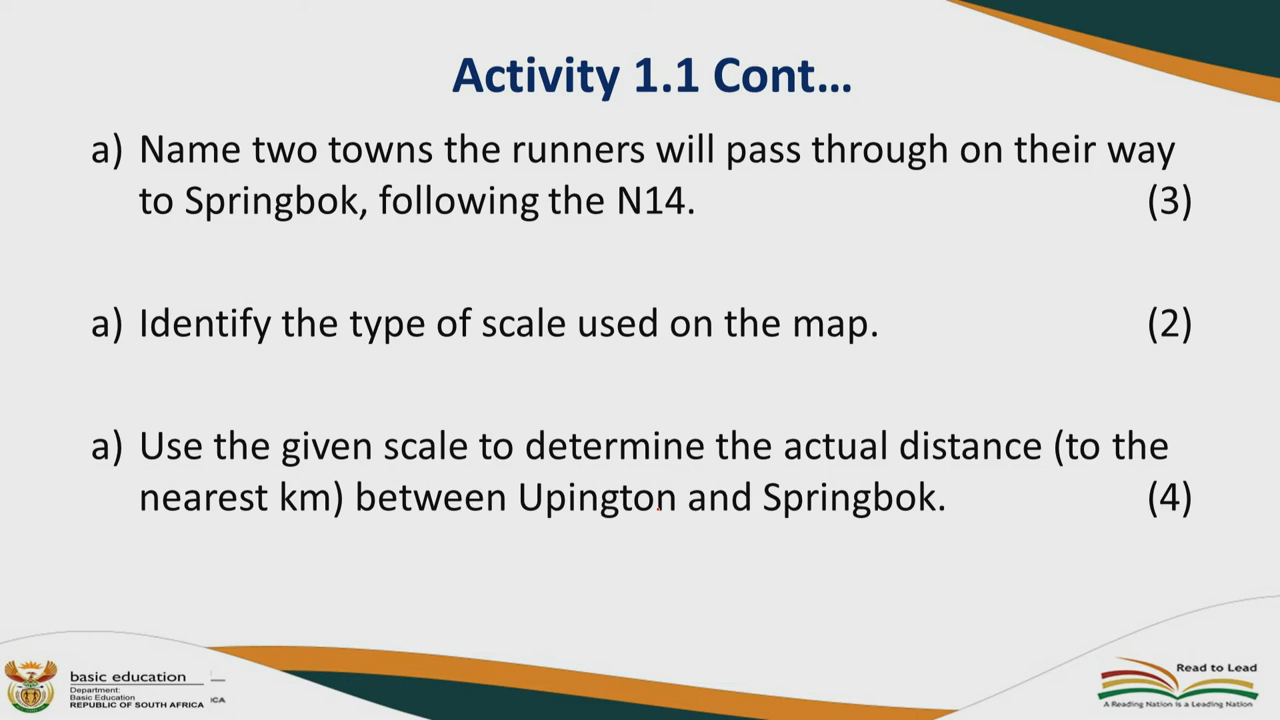 Activity 1.1 Cont...
a) Name two towns the runners will pass through on their way
to Springbok, following the N14. (3)
a) Identify the type of scale used on the map. (2)
a) Use the given scale to determine the actual distance (to the
nearest km) between Upington and Springbok. (4)
basic education
Department:
Basic Education
REPUBLIC OF SOUTH AFRICA
ICA
Read to Lead
A Reading Nation is a Leading Nation